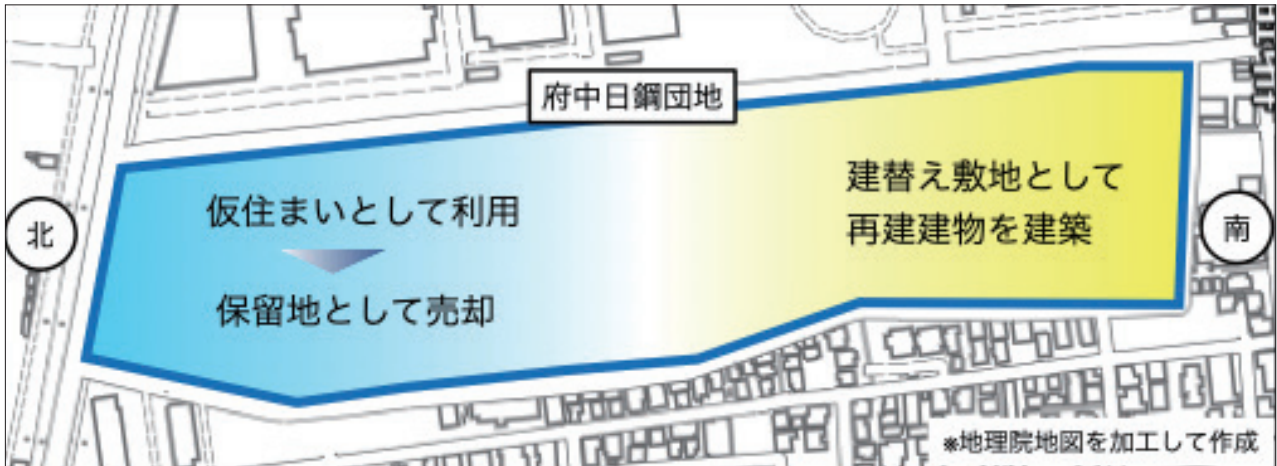 府中日鋼団地
北
仮住まいとして利用
保留地として売却
建替え敷地として
再建建物を建築
南
※地理院地図を加工して作成